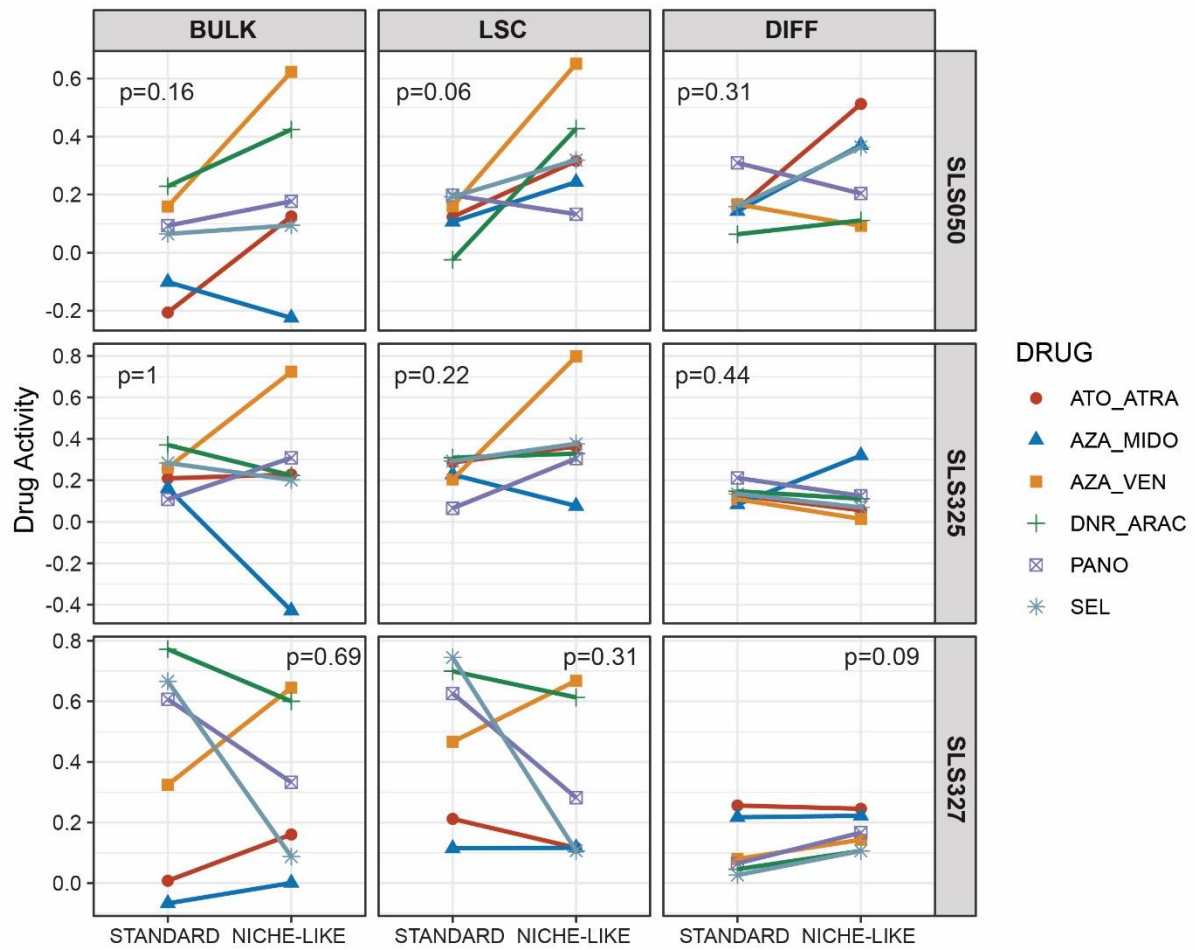 BULK LSC DIFF
0.6 p=0.16 p=0.06 p=0.31
0.4
0.2
0.0
-0.2
SLS050
0.8
p=1 p=0.22 p=0.44
0.6
0.4
0.2
0.0
-0.2
-0.4
SLS325
Drug Activity
0.8
p=0.69 p=0.31 p=0.09
0.6
0.4
0.2
0.0
SLS327
STANDARD NICHE-LIKE STANDARD NICHE-LIKE STANDARD NICHE-LIKE
DRUG
ATO_ATRA
AZA_MIDO
AZA_VEN
DNR_ARAC
PANO
SEL